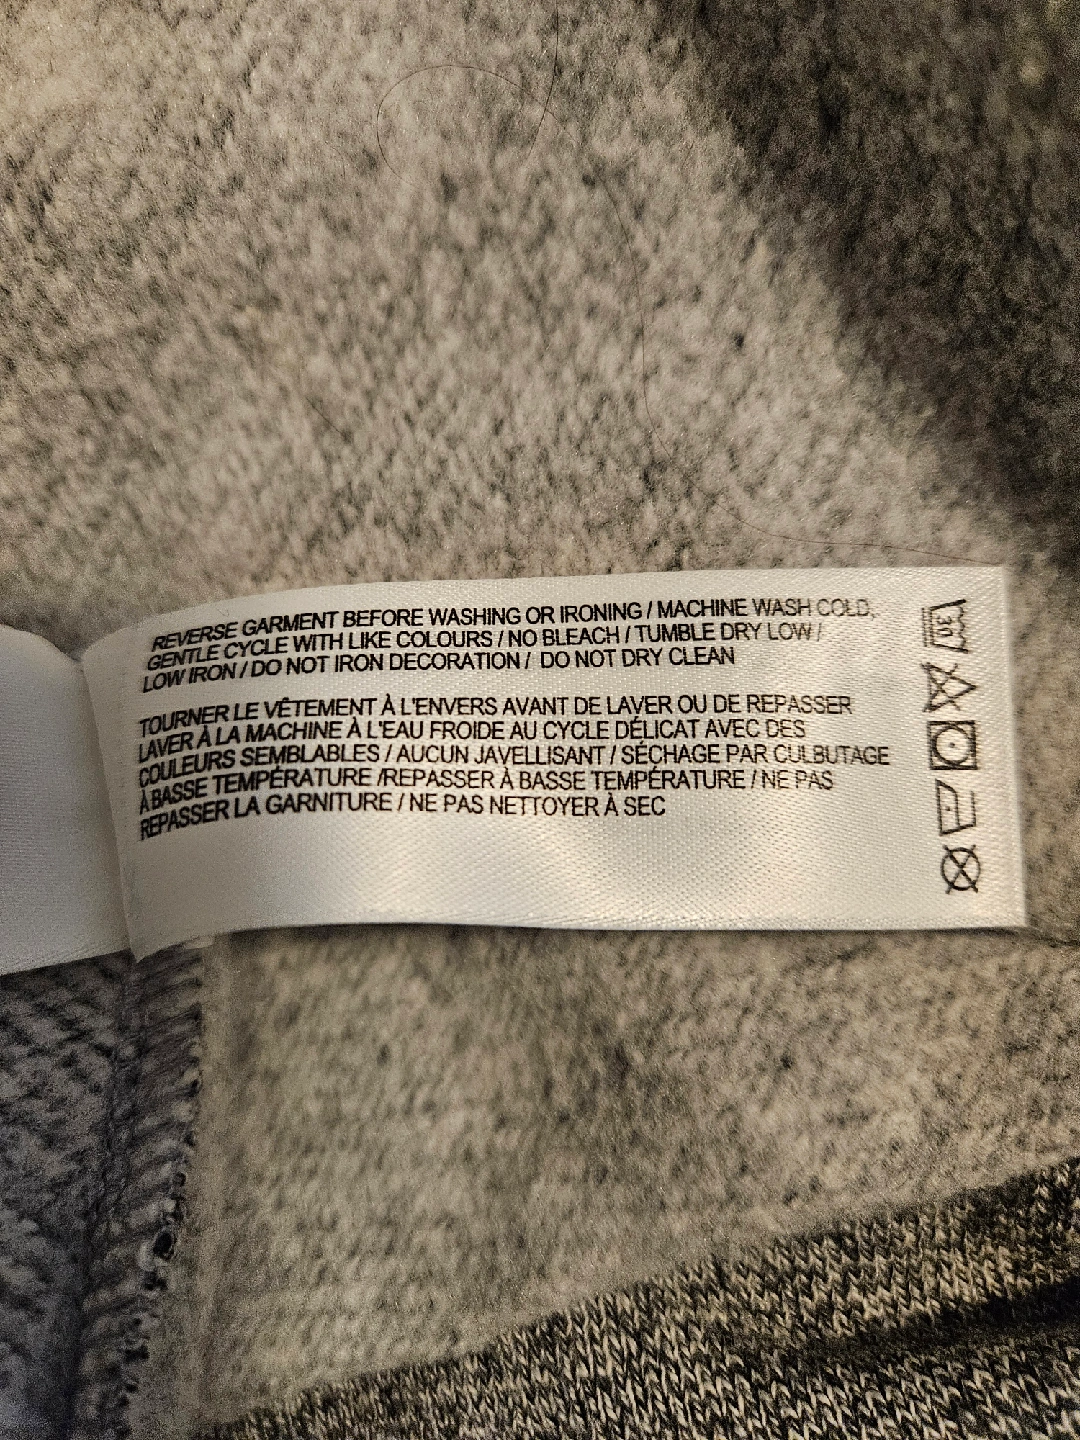 REVERSE GARMENT BEFORE WASHING OR IRONING / MACHINE WASH COLD,
GENTLE CYCLE WITH LIKE COLOURS / NO BLEACH / TUMBLE DRY LOW /
LOW IRON / DO NOT IRON DECORATION / DO NOT DRY CLEAN
TOURNER LE VÊTEMENT À L'ENVERS AVANT DE LAVER OU DE REPASSER
LAVER À LA MACHINE À L'EAU FROIDE AU CYCLE DÉLICAT AVEC DES
COULEURS SEMBLABLES / AUCUN JAVELLISANT / SÉCHAGE PAR CULBUTAGE
À BASSE TEMPÉRATURE /REPASSER À BASSE TEMPÉRATURE / NE PAS
REPASSER LA GARNITURE / NE PAS NETTOYER À SEC
30